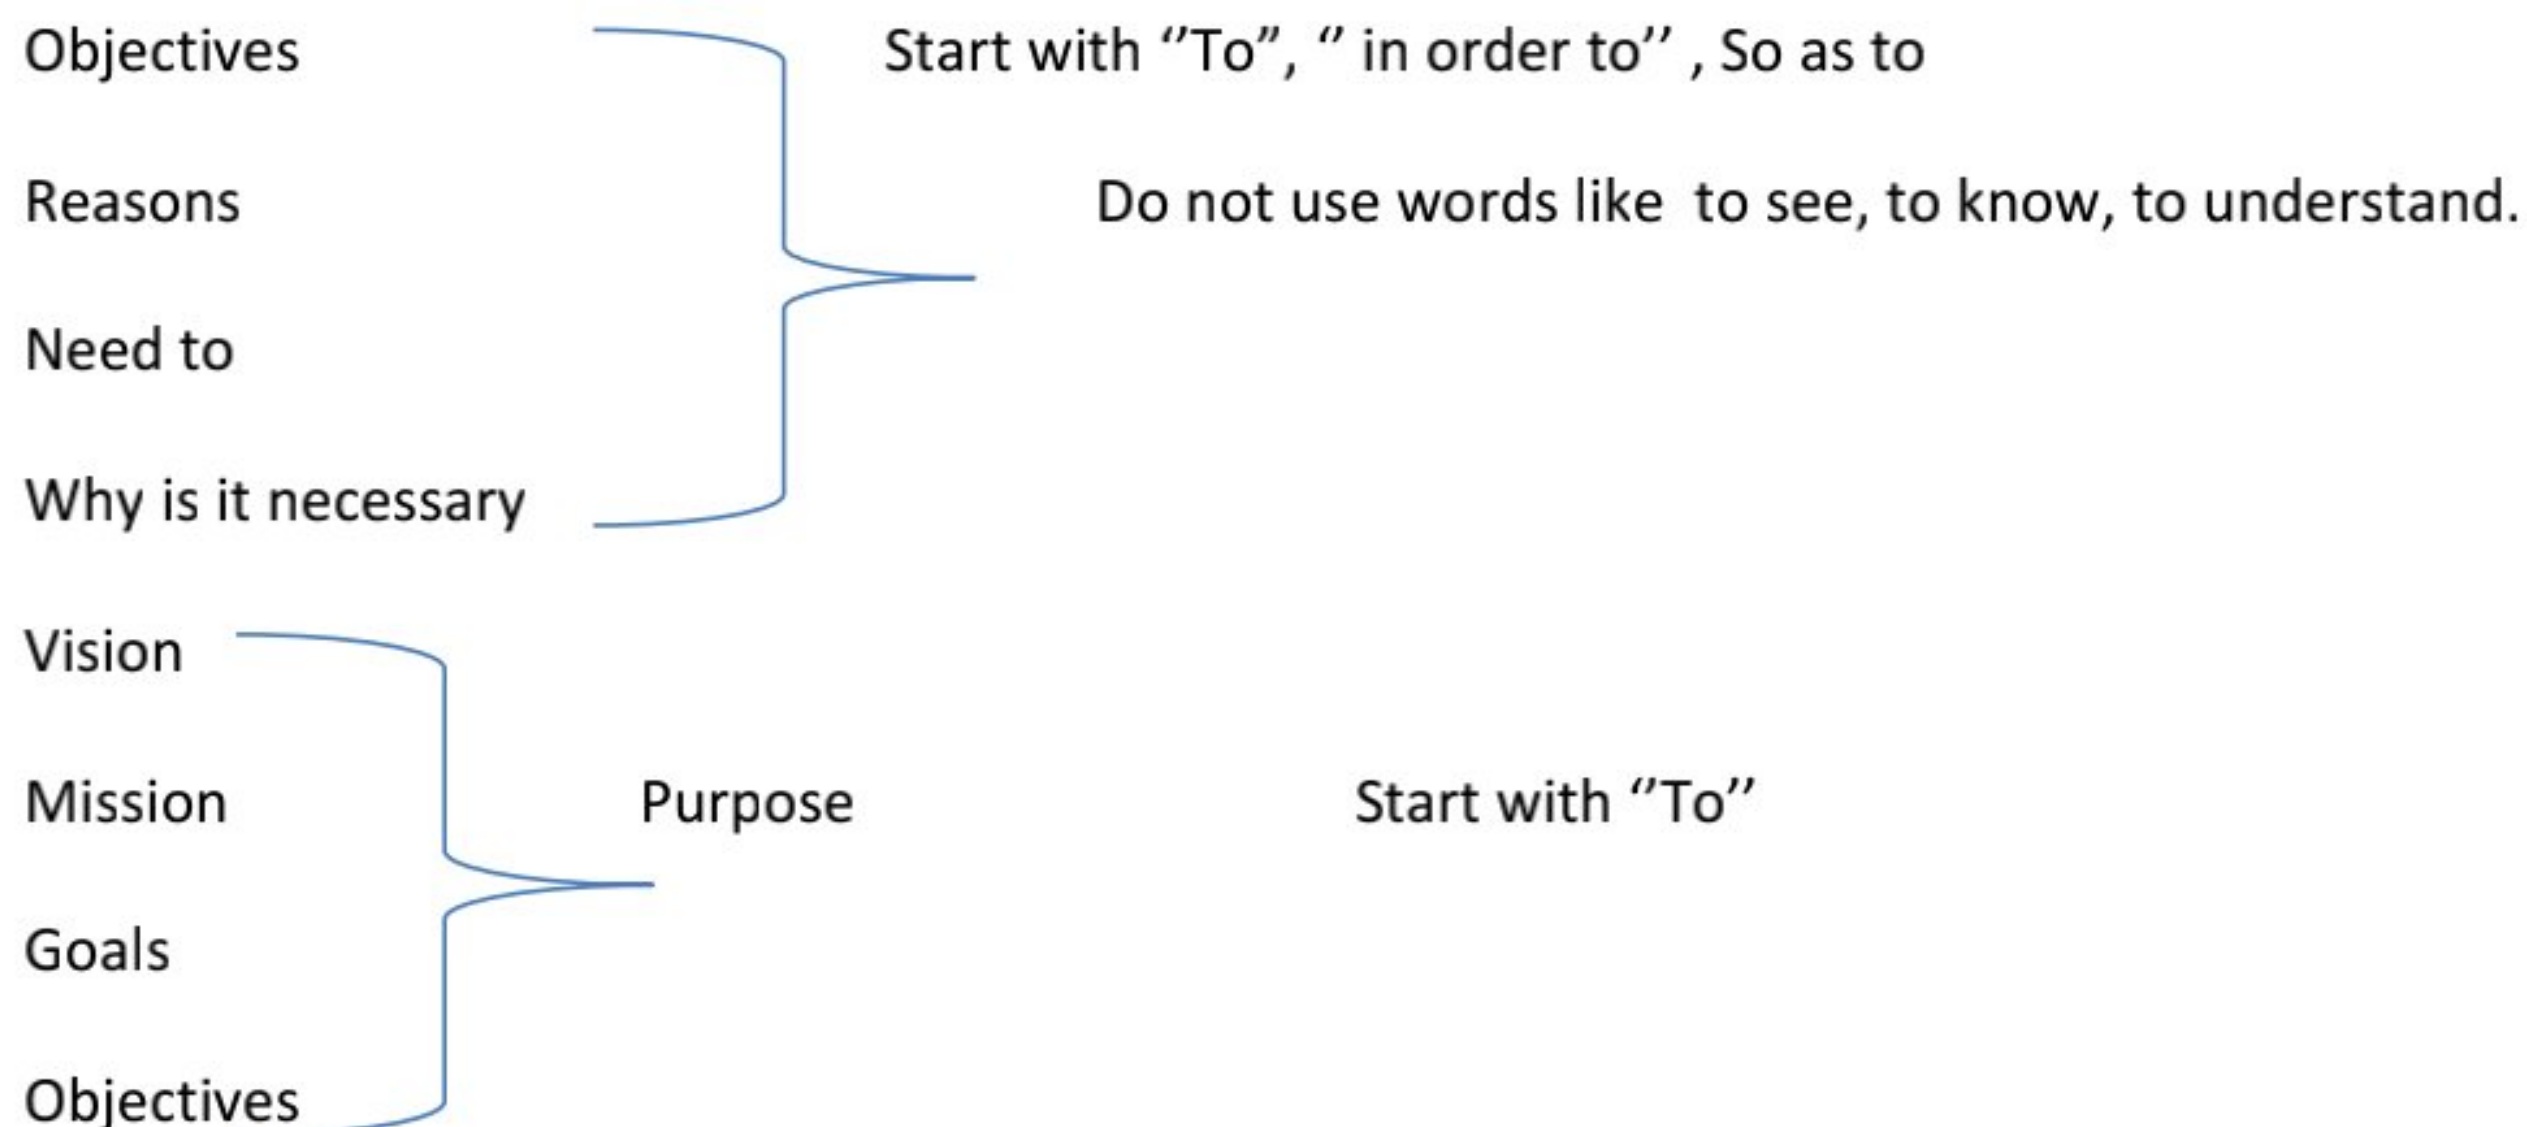 Objectives Start with “To”, “ in order to’’ , So as to
Reasons Do not use words like to see, to know, to understand.
Need to
Why is it necessary
Vision
Mission Purpose Start with “To’’
Goals
Objectives